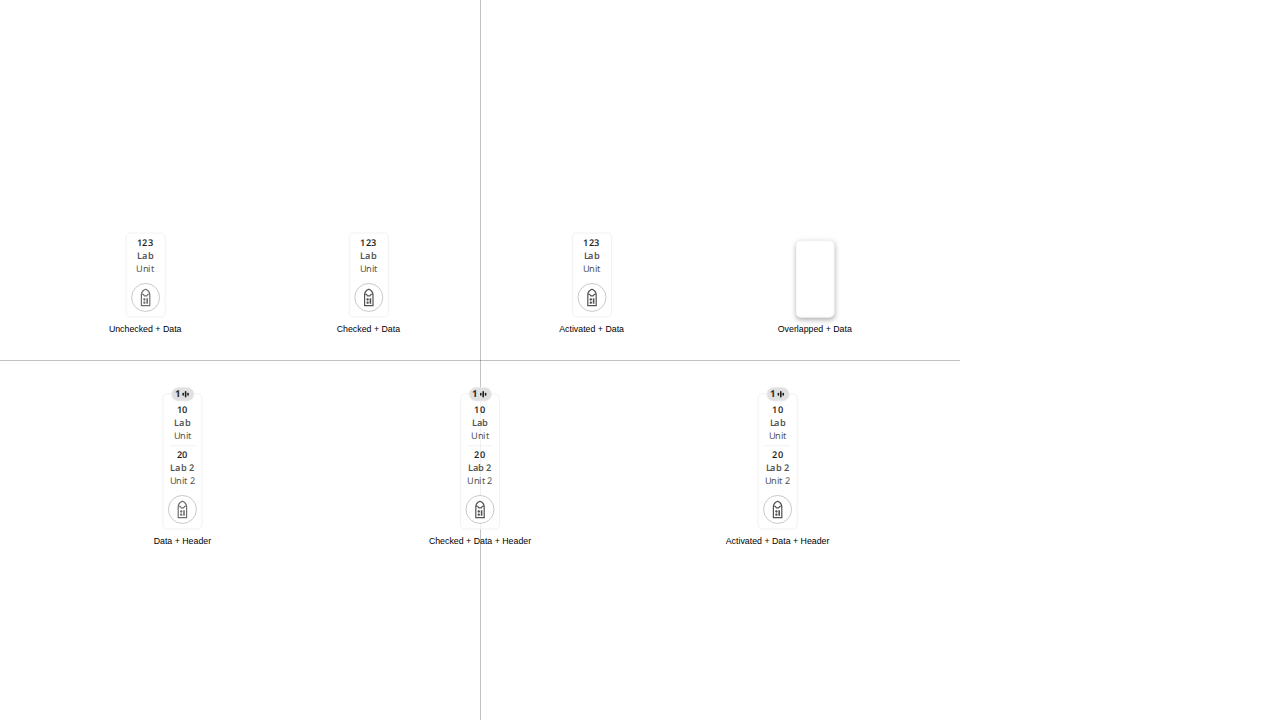 123
Lab
Unit
Unchecked + Data
123
Lab
Unit
Checked + Data
123
Lab
Unit
Activated + Data
Overlapped + Data
1
10
Lab
Unit
20
Lab 2
Unit 2
Data + Header
1
10
Lab
Unit
20
Lab 2
Unit 2
Checked + Data + Header
1
10
Lab
Unit
20
Lab 2
Unit 2
Activated + Data + Header